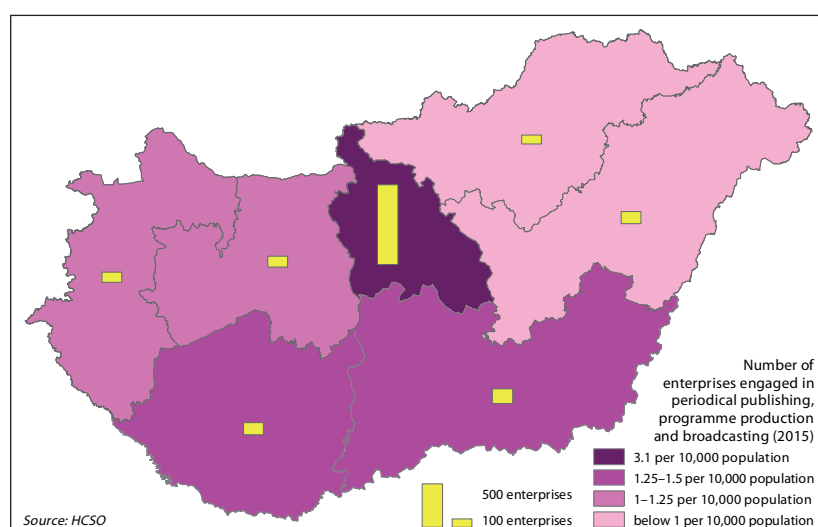 Number of
enterprises engaged in
periodical publishing,
programme production
and broadcasting (2015)
3.1 per 10,000 population
1.25–1.5 per 10,000 population
1–1.25 per 10,000 population
below 1 per 10,000 population
500 enterprises
100 enterprises
Source: HCSO